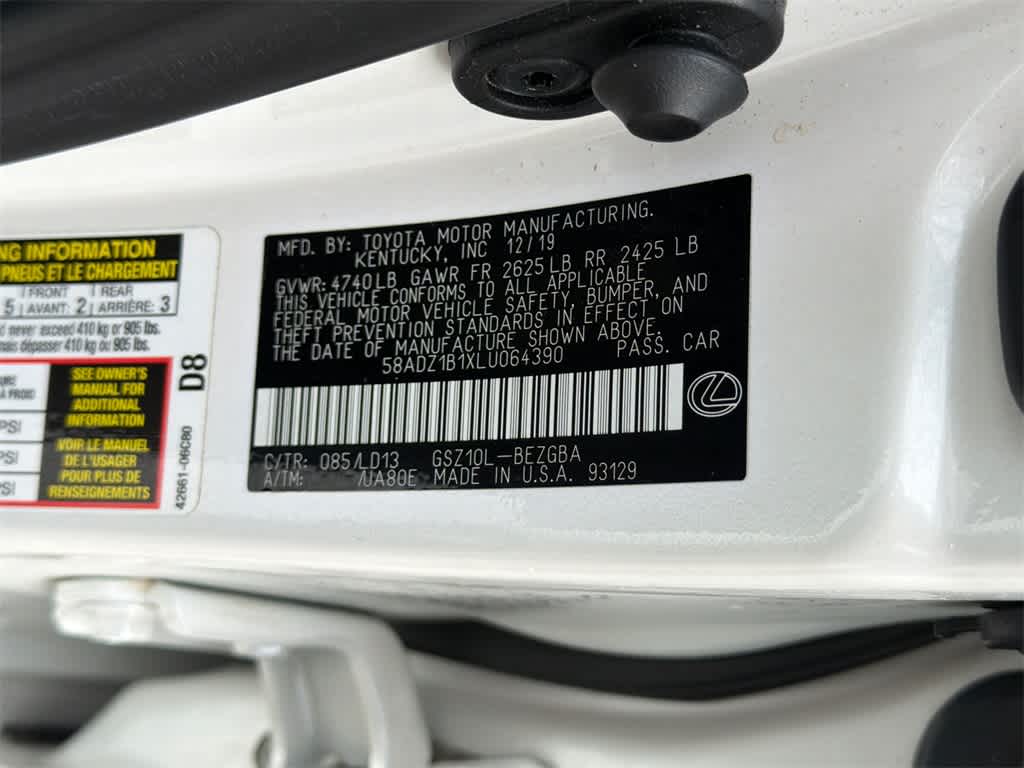 NG INFORMATION
PNEUS ET LE CHARGEMENT
FRONT REAR
5 AVANT: 2 ARRIÈRE: 3
never exceed 410 kg or 905 lbs.
dépasser 410 kg ou 905 lbs.
SEE OWNER'S
MANUAL FOR
ADDITIONAL
INFORMATION
À FROID
PSI
VOIR LE MANUEL
DE L'USAGER
POUR PLUS DE
RENSEIGNEMENTS
PSI
PSI
D8
42661-06C80
MFD. BY: TOYOTA MOTOR MANUFACTURING.
KENTUCKY, INC 12/19
GVWR: 4740LB GAWR FR 2625LB RR 2425 LB
THIS VEHICLE CONFORMS TO ALL APPLICABLE
FEDERAL MOTOR VEHICLE SAFETY, BUMPER, AND
THEFT PREVENTION STANDARDS IN EFFECT ON
THE DATE OF MANUFACTURE SHOWN ABOVE.
58ADZ1B1XLU064390 PASS. CAR
C/TR: 085/LD13 GSZ10L-BEZGBA
A/TM: /UA80E MADE IN U.S.A. 93129